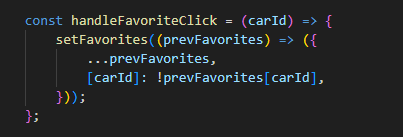 const handleFavoriteClick = (carId) => {
    setFavorites((prevFavorites) => ({
        ...prevFavorites,
        [carId]: !prevFavorites[carId],
    }));
};